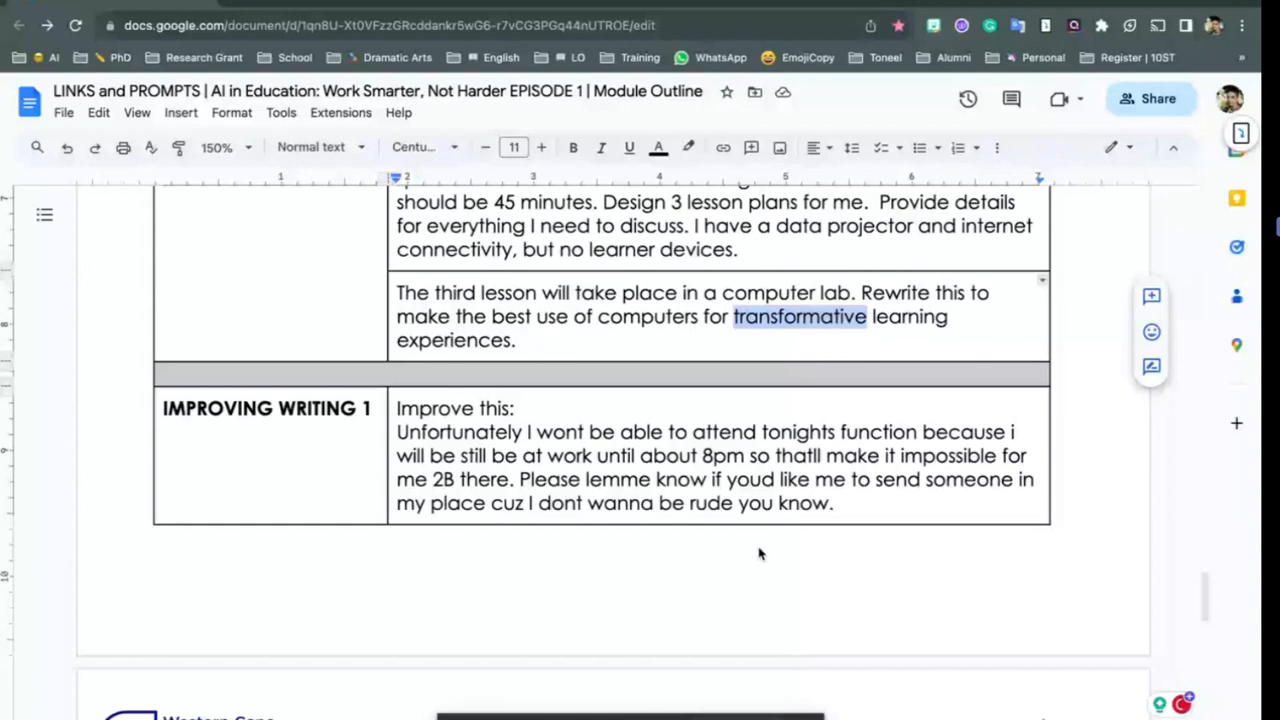 docs.google.com/document/d/1qn8U-Xt0VFzzGRcddankr5wG6-r7vCG3PGq44nUTROE/edit
AI PhD Research Grant School Dramatic Arts English LO Training WhatsApp EmojiCopy Toneel Alumni Personal Register | 10ST »
LINKS and PROMPTS | AI in Education: Work Smarter, Not Harder EPISODE 1 | Module Outline
Share
File Edit View Insert Format Tools Extensions Help
150% Normal text Centu... 11
1 2 3 4 5 6 7
should be 45 minutes. Design 3 lesson plans for me. Provide details
for everything I need to discuss. I have a data projector and internet
connectivity, but no learner devices.
The third lesson will take place in a computer lab. Rewrite this to
make the best use of computers for transformative learning
experiences.
IMPROVING WRITING 1
Improve this:
Unfortunately I wont be able to attend tonights function because i
will be still be at work until about 8pm so thatll make it impossible for
me 2B there. Please lemme know if youd like me to send someone in
my place cuz I dont wanna be rude you know.